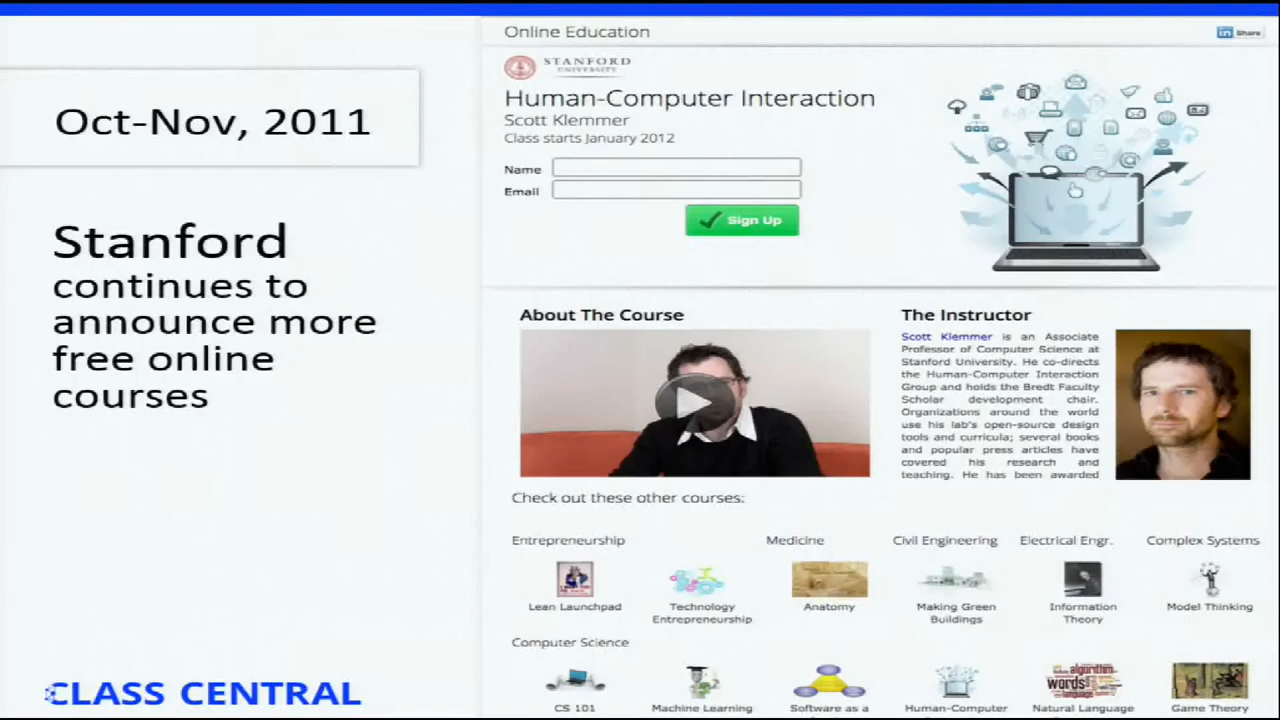 Oct-Nov, 2011
Stanford
continues to
announce more
free online
courses
CLASS CENTRAL
Online Education
in Share
STANFORD
UNIVERSITY
Human-Computer Interaction
Scott Klemmer
Class starts January 2012
Name
Email
Sign Up
About The Course
The Instructor
Scott Klemmer is an Associate
Professor of Computer Science at
Stanford University. He co-directs
the Human-Computer Interaction
Group and holds the Bredt Faculty
Scholar development chair.
Organizations around the world
use his lab's open-source design
tools and curricula; several books
and popular press articles have
covered his research and
teaching. He has been awarded
Check out these other courses:
Entrepreneurship
Medicine
Civil Engineering
Electrical Engr.
Complex Systems
Lean Launchpad
Technology
Entrepreneurship
Anatomy
Making Green
Buildings
Information
Theory
Model Thinking
Computer Science
algorithm
words
language
CS 101
Machine Learning
Software as a
Human-Computer
Natural Language
Game Theory